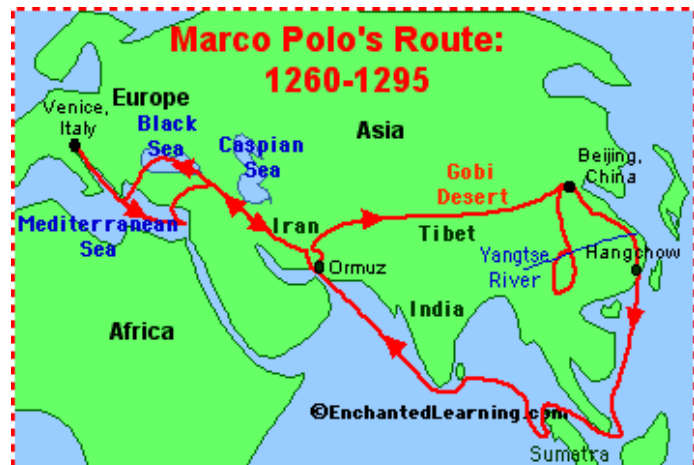 Marco Polo's Route:
1260-1295
Europe
Venice,
Italy
Black
Sea
Caspian
Sea
Asia
Beijing,
China
Gobi
Desert
Mediterranean
Sea
Iran
Tibet
Yangtse
River
Hangchow
Ormuz
India
Africa
©EnchantedLearning.com
Sumatra